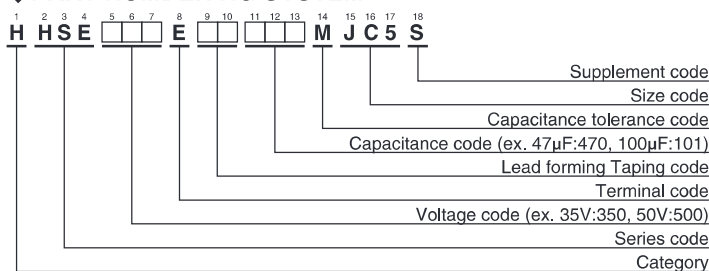 1 2 3 4 5 6 7 8 9 10 11 12 13 14 15 16 17 18
H HSE E M JC5 S
Supplement code
Size code
Capacitance tolerance code
Capacitance code (ex. 47µF:470, 100µF:101)
Lead forming Taping code
Terminal code
Voltage code (ex. 35V:350, 50V:500)
Series code
Category